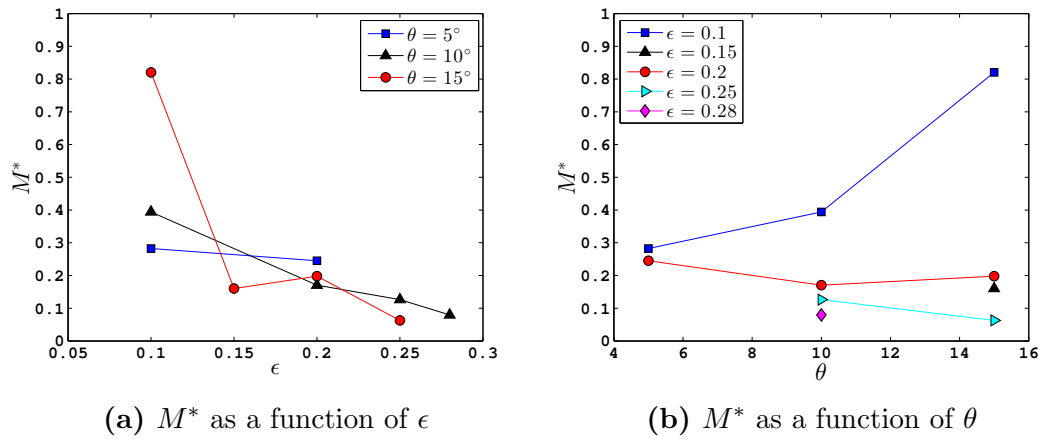 1
0.9
0.8
0.7
0.6
0.5
0.4
0.3
0.2
0.1
0
M*
0.05 0.1 0.15 0.2 0.25 0.3
ϵ
θ = 5°
θ = 10°
θ = 15°
(a) M* as a function of ϵ
1
0.9
0.8
0.7
0.6
0.5
0.4
0.3
0.2
0.1
0
M*
4 6 8 10 12 14 16
θ
ϵ = 0.1
ϵ = 0.15
ϵ = 0.2
ϵ = 0.25
ϵ = 0.28
(b) M* as a function of θ